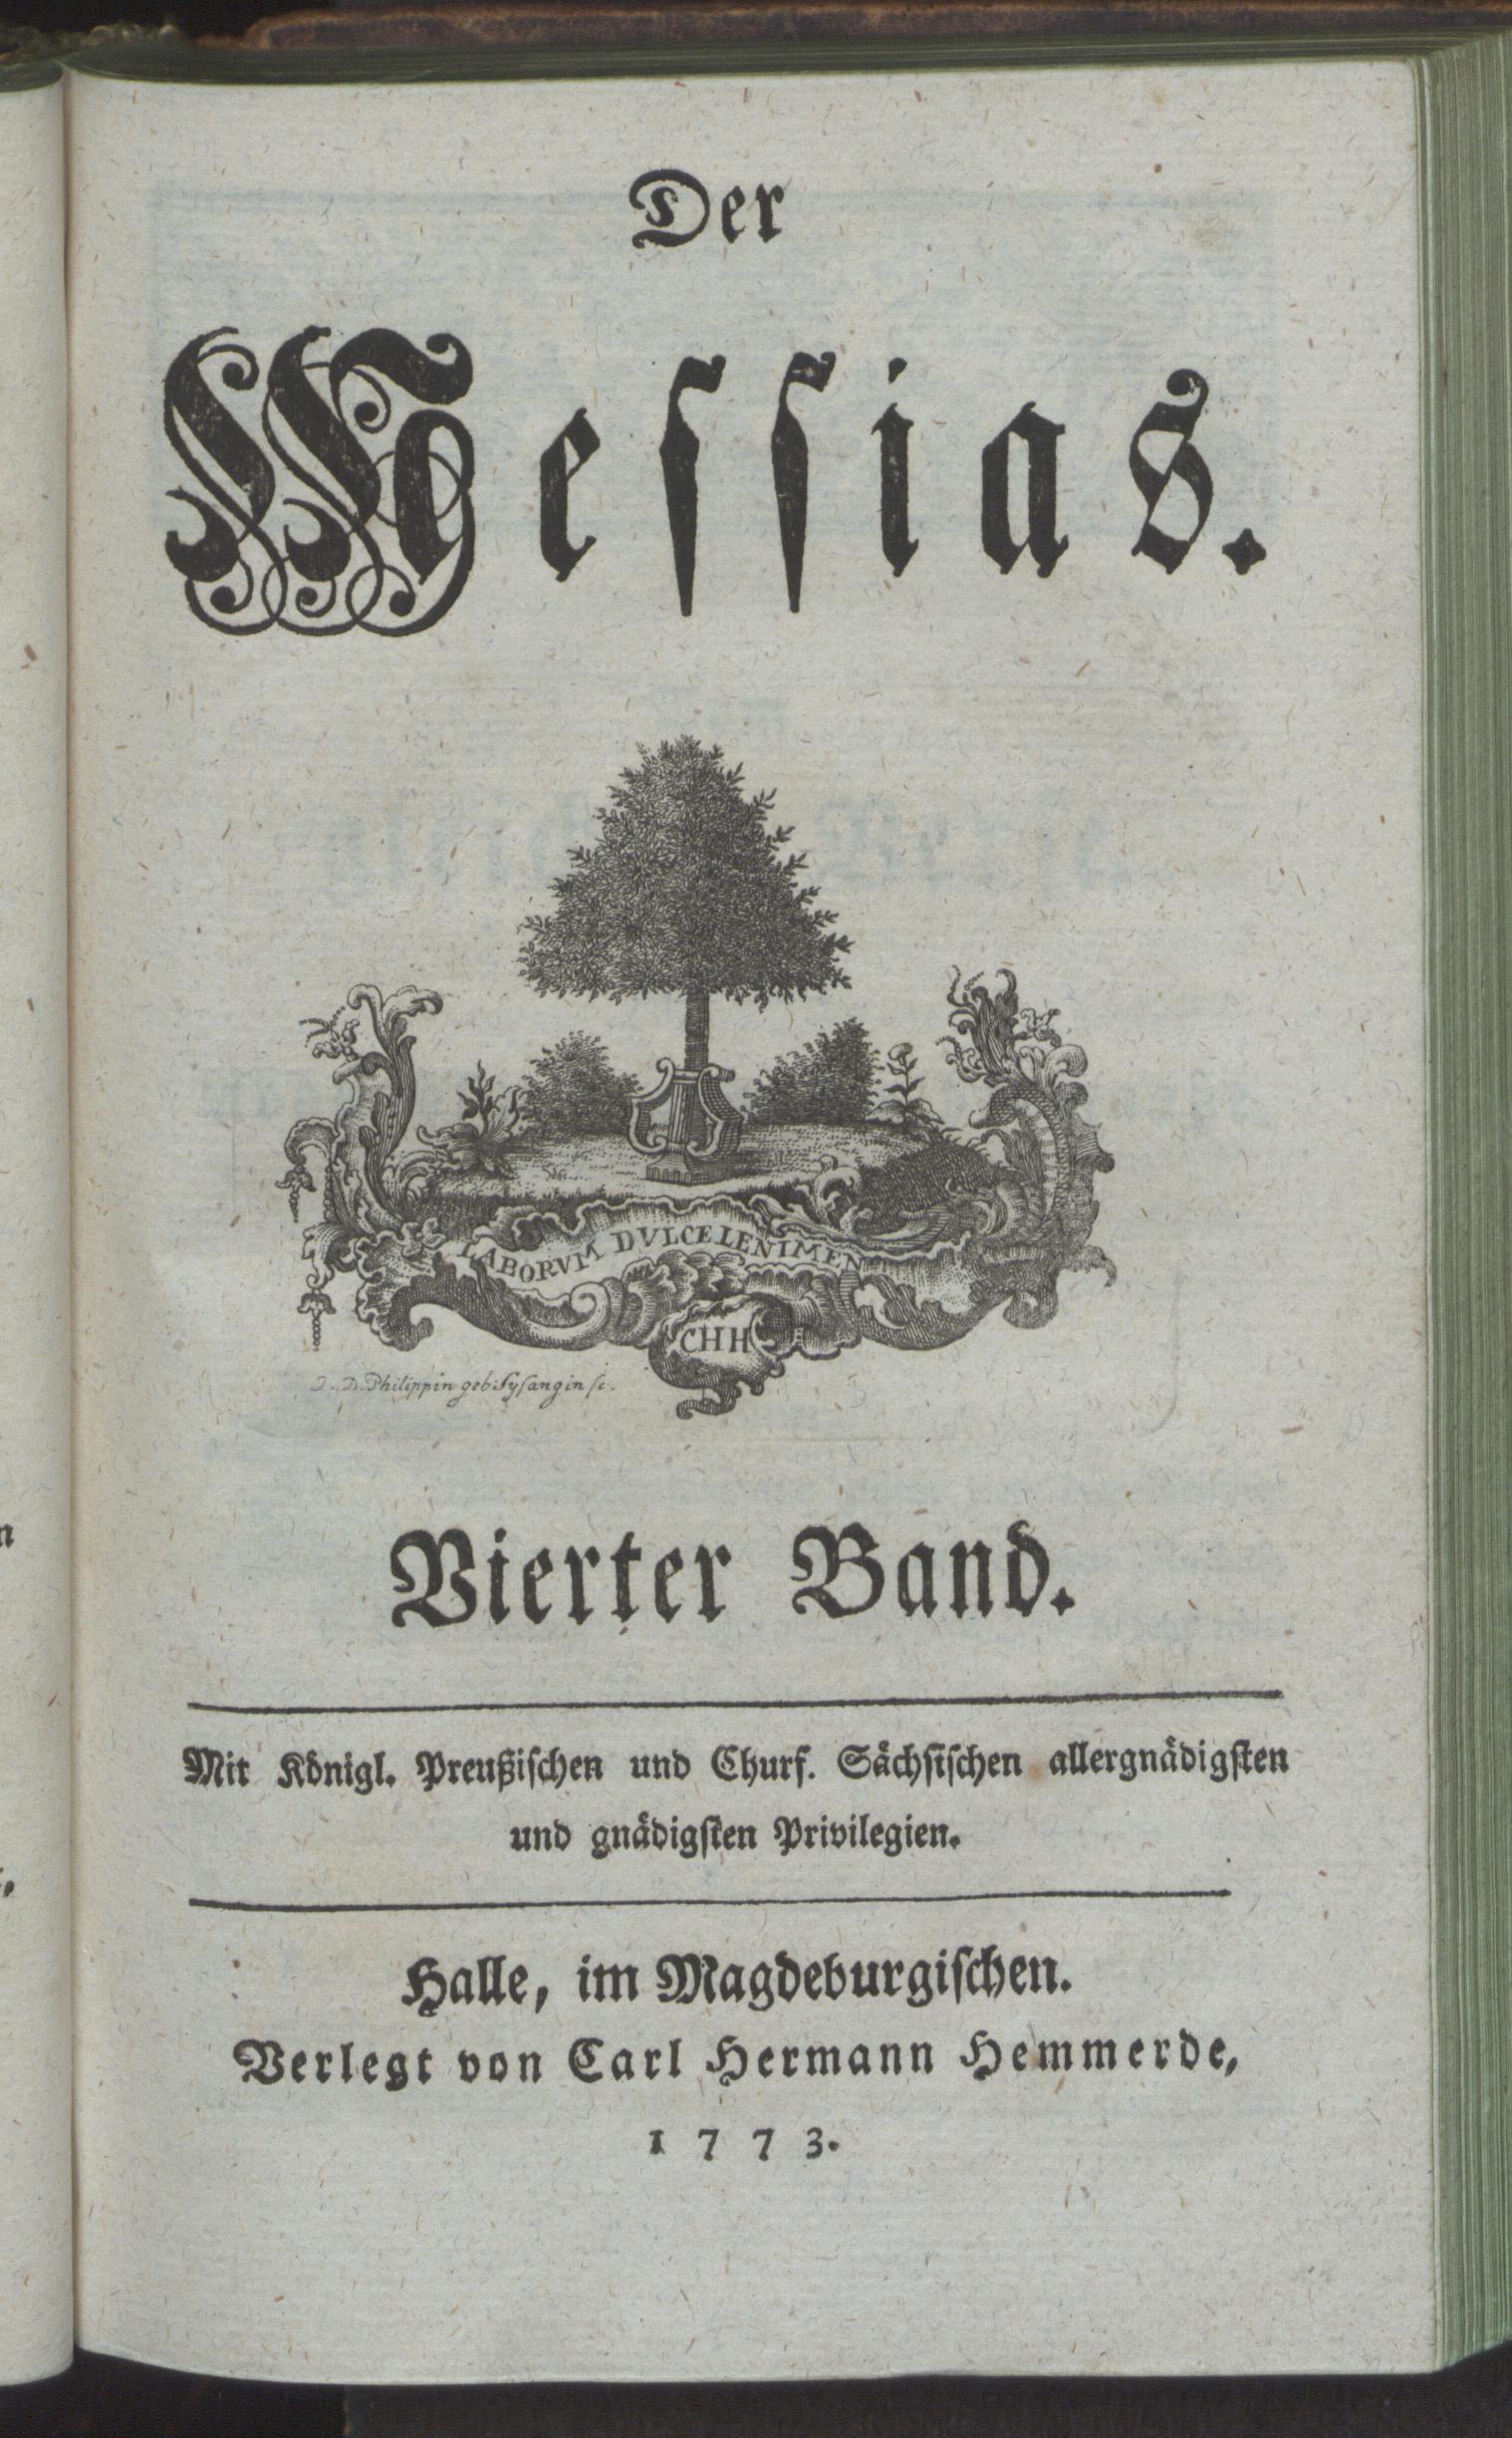 Der
Meſſias.
LABORVM DVLCE LENIMEN
CHH
J. D. Philippin geb. Sysangin sc.
Vierter Band.
Mit Königl. Preußiſchen und Churf. Sächſiſchen allergnädigſten
und gnädigſten Privilegien.
Halle, im Magdeburgiſchen.
Verlegt von Carl Hermann Hemmerde,
1773.